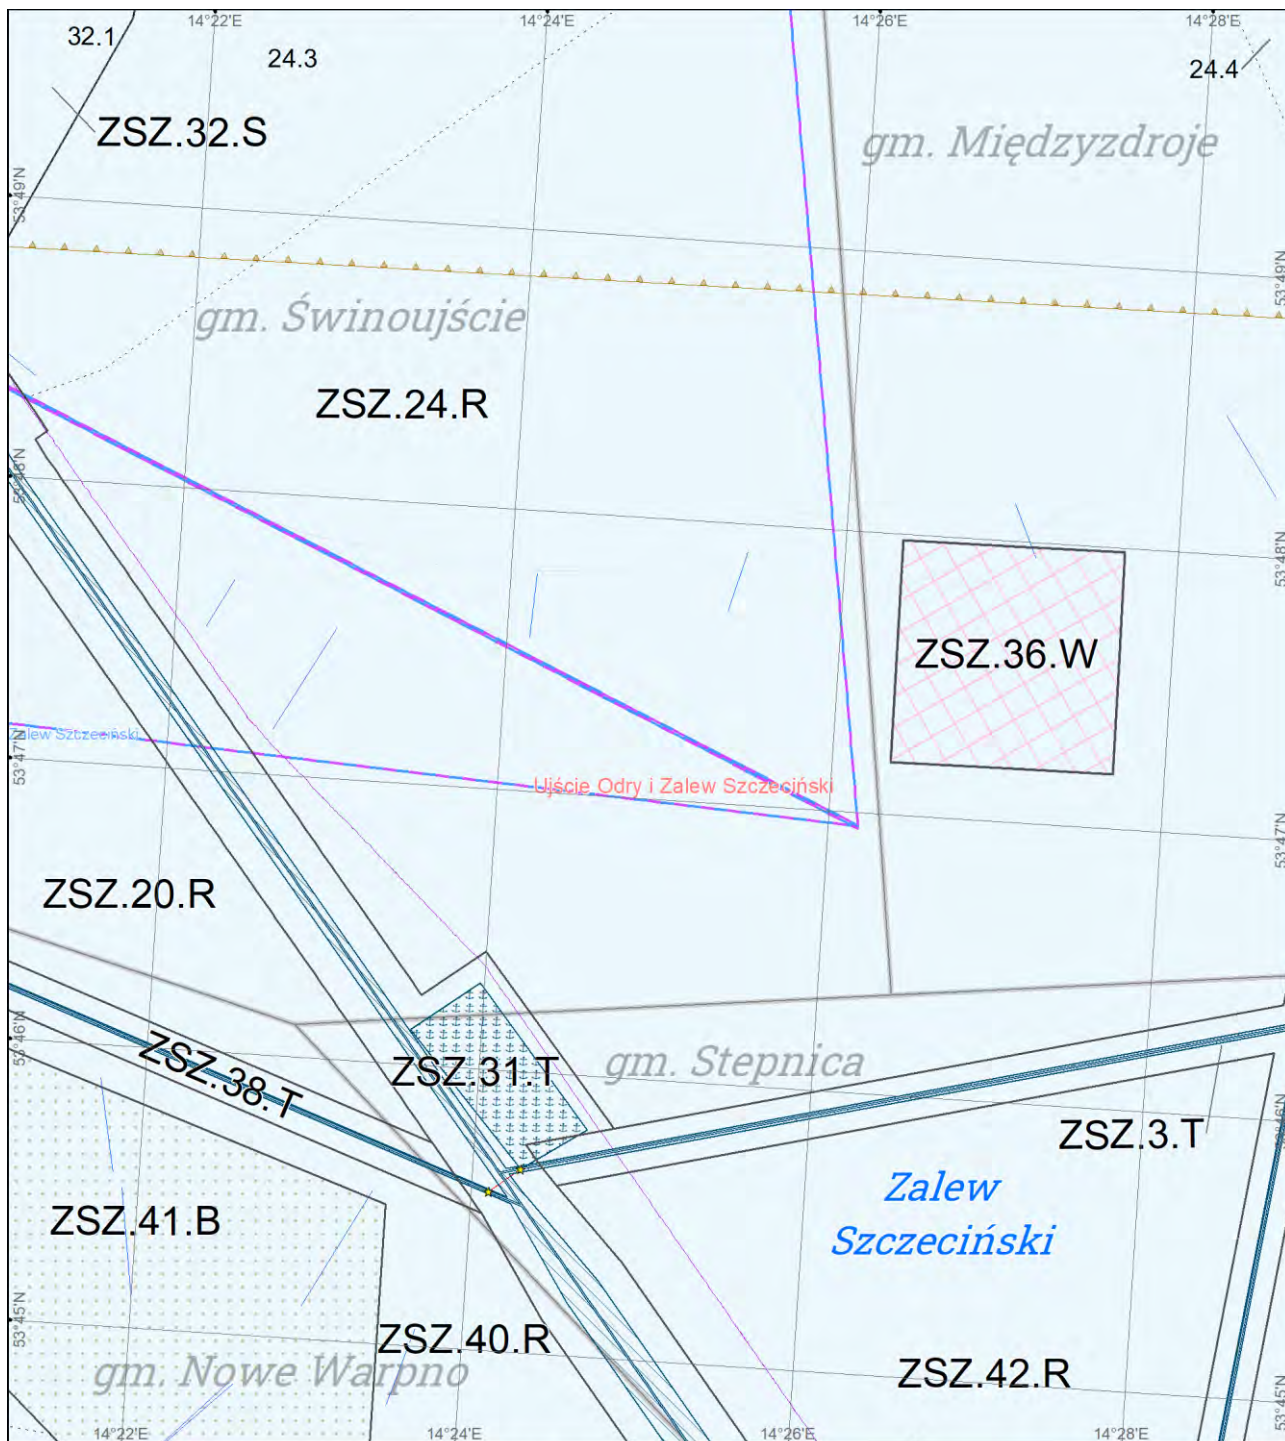 14°22'E
14°24'E
14°26'E
14°28'E
32.1
24.3
24.4
ZSZ.32.S
gm. Międzyzdroje
53°49'N
53°49'N
gm. Świnoujście
ZSZ.24.R
53°48'N
53°48'N
ZSZ.36.W
Zalew Szczeciński
53°47'N
Ujście Odry i Zalew Szczeciński
53°47'N
ZSZ.20.R
53°46'N
ZSZ.38.T
ZSZ.31.T
gm. Stepnica
53°46'N
ZSZ.3.T
Zalew
Szczeciński
ZSZ.41.B
53°45'N
ZSZ.40.R
gm. Nowe Warpno
ZSZ.42.R
53°45'N
14°22'E
14°24'E
14°26'E
14°28'E